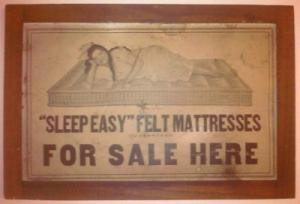 "SLEEP EASY" FELT MATTRESSES
FOR SALE HERE